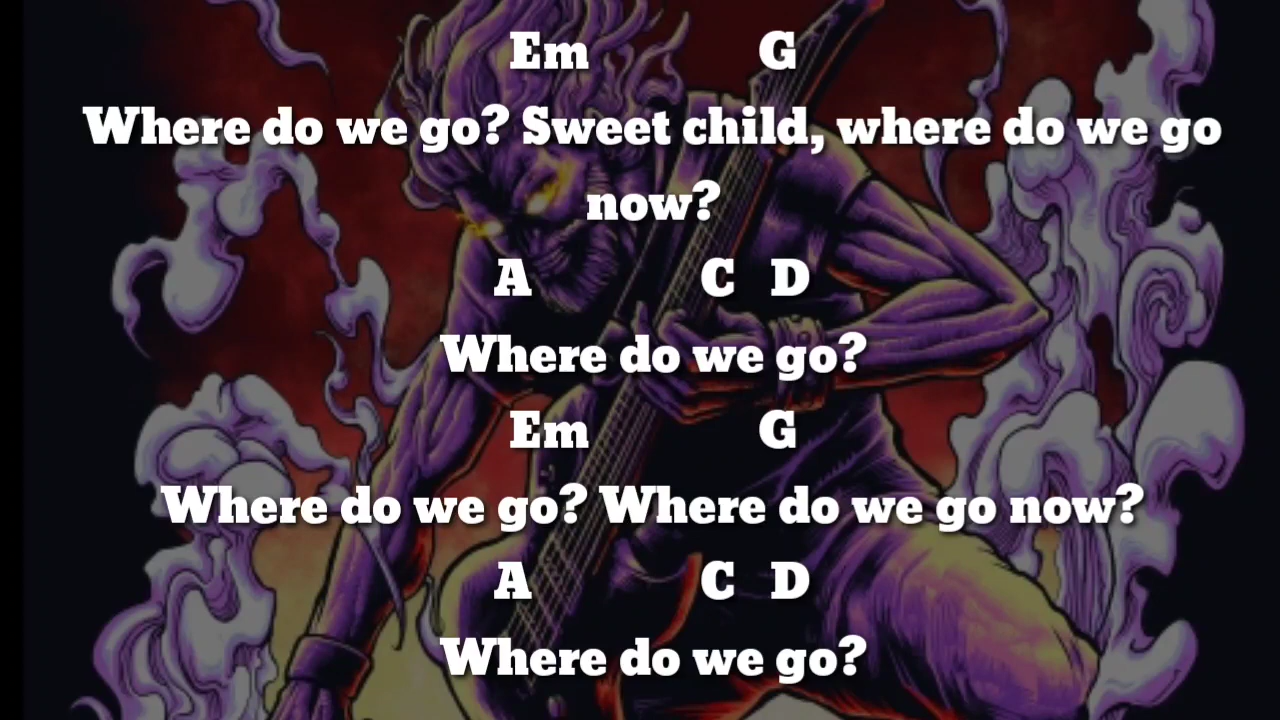 Em G
Where do we go? Sweet child, where do we go
now?
A C D
Where do we go?
Em G
Where do we go? Where do we go now?
A C D
Where do we go?